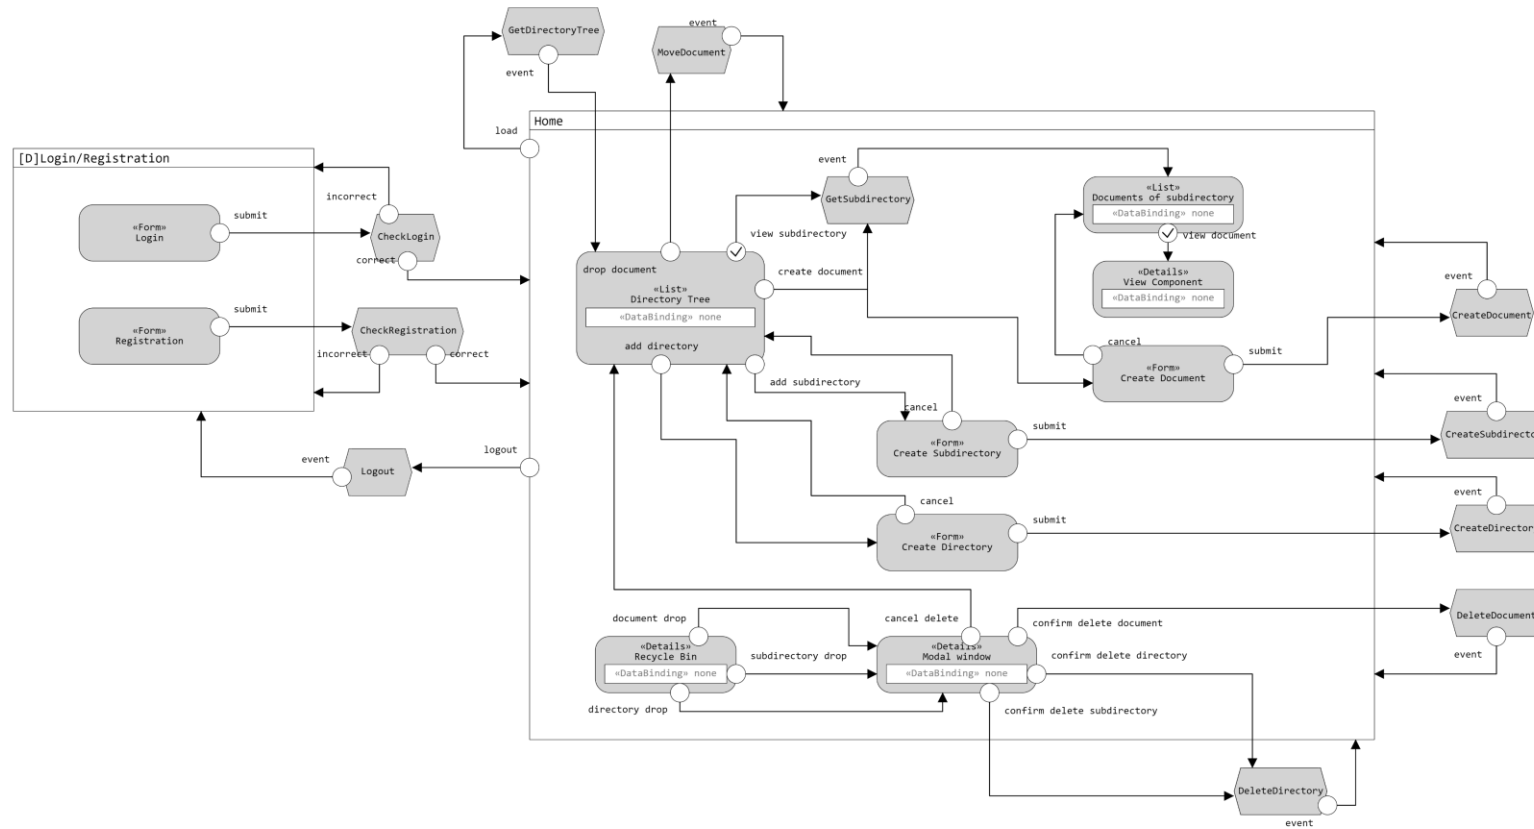 GetDirectoryTree
event
event
MoveDocument
load
Home
[D]Login/Registration
«Form»
Login
submit
incorrect
CheckLogin
correct
«Form»
Registration
submit
CheckRegistration
incorrect
correct
event
Logout
logout
event
GetSubdirectory
view subdirectory
create document
drop document
«List»
Directory Tree
«DataBinding» none
add directory
add subdirectory
«List»
Documents of subdirectory
«DataBinding» none
view document
«Details»
View Component
«DataBinding» none
cancel
«Form»
Create Document
submit
event
CreateDocument
cancel
«Form»
Create Subdirectory
submit
event
CreateSubdirecto
cancel
«Form»
Create Directory
submit
event
CreateDirector
document drop
«Details»
Recycle Bin
«DataBinding» none
subdirectory drop
directory drop
cancel delete
«Details»
Modal window
«DataBinding» none
confirm delete document
confirm delete directory
confirm delete subdirectory
DeleteDocument
event
DeleteDirectory
event